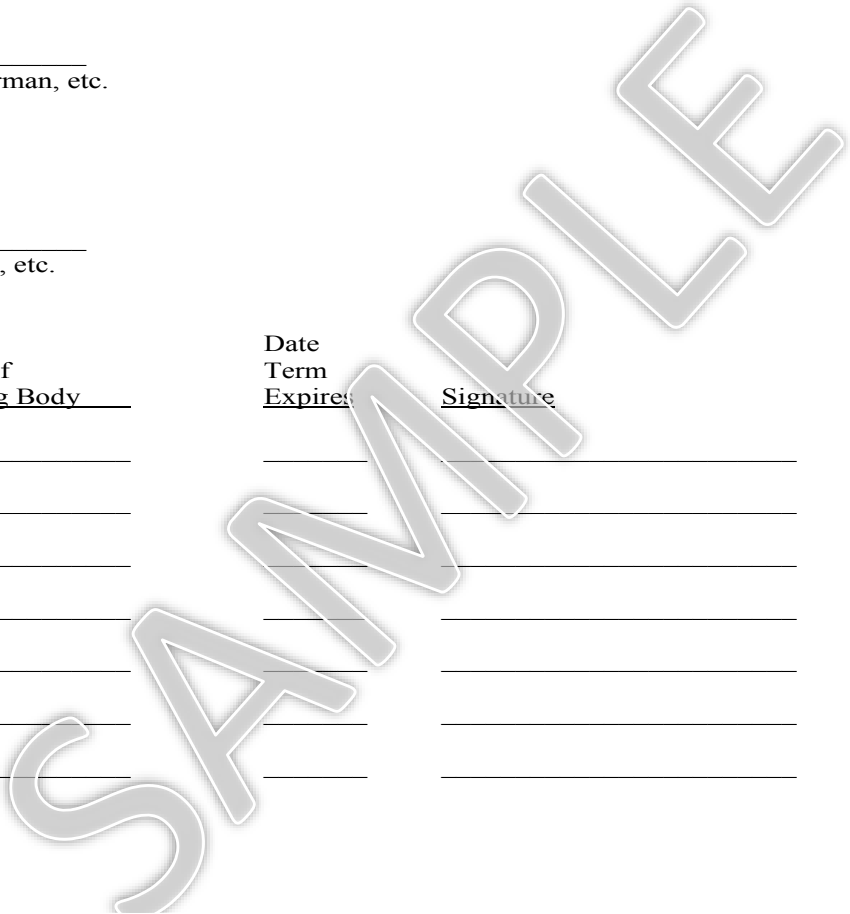 rman, etc.
, etc.
Date
f Term
g Body Expires Signature
SAMPLE